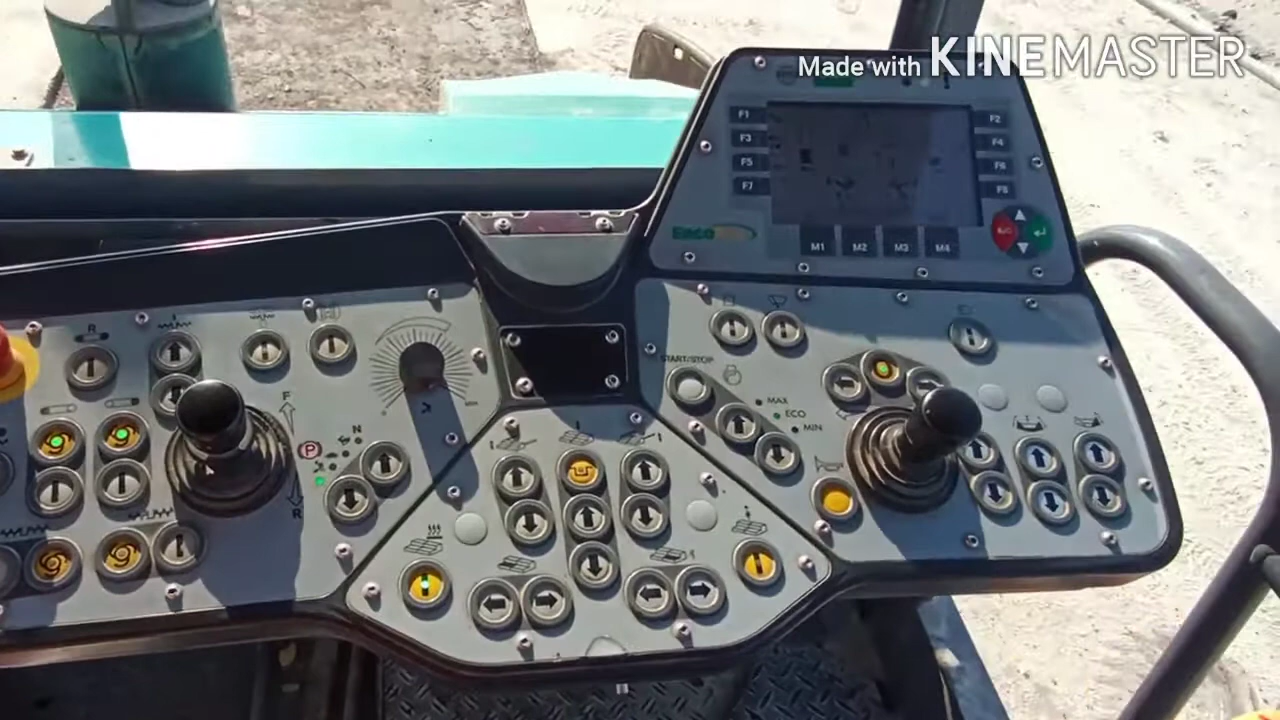 Made with KINEMASTER
F1
F2
F3
F4
F5
F6
F7
F8
M1 M2 M3 M4
START/STOP
MAX
ECO
MIN
R
F
N
P
R